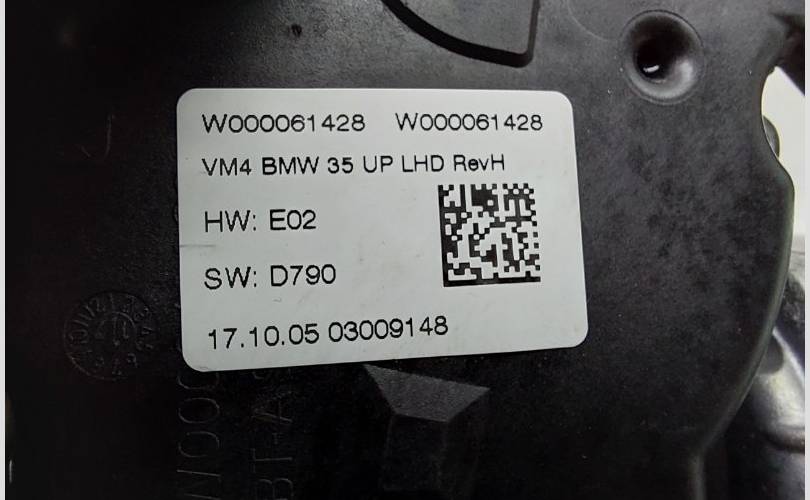 W000061428 W000061428
VM4 BMW 35 UP LHD RevH
HW: E02
SW: D790
17.10.05 03009148